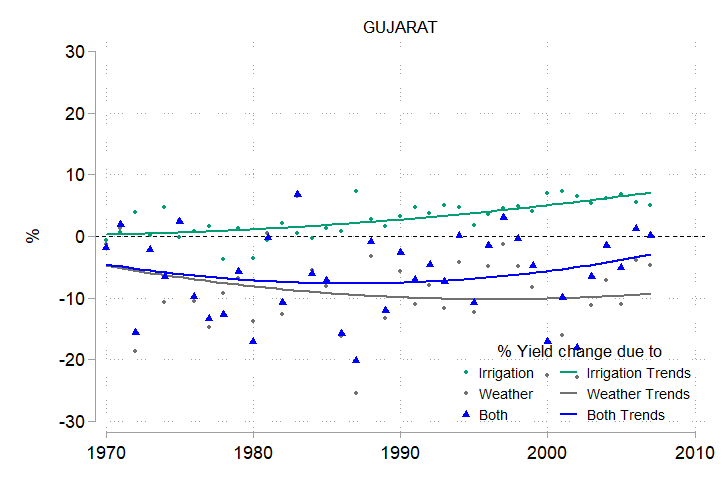 GUJARAT
30
20
10
0
-10
-20
-30
%
1970
1980
1990
2000
2010
% Yield change due to
Irrigation
Irrigation Trends
Weather
Weather Trends
Both
Both Trends